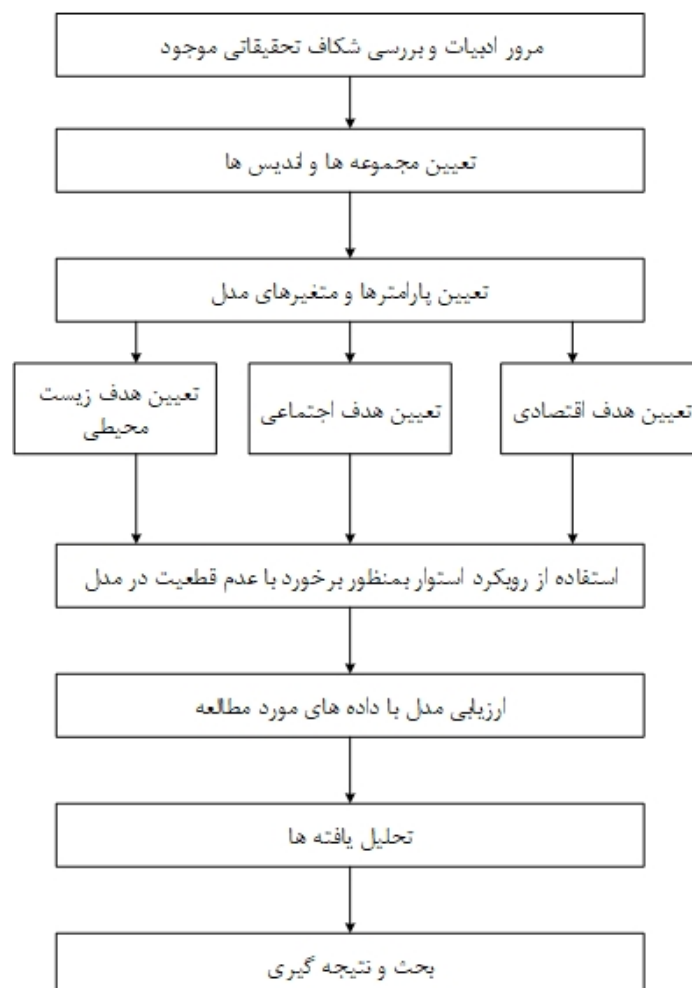 مرور ادبیات و بررسی شکاف تحقیقاتی موجود
تعیین مجموعه ها و اندیس ها
تعیین پارامترها و متغیرهای مدل
تعیین هدف اقتصادی
تعیین هدف اجتماعی
تعیین هدف زیست
محیطی
استفاده از رویکرد استوار بمنظور برخورد با عدم قطعیت در مدل
ارزیابی مدل با داده های مورد مطالعه
تحلیل یافته ها
بحث و نتیجه گیری